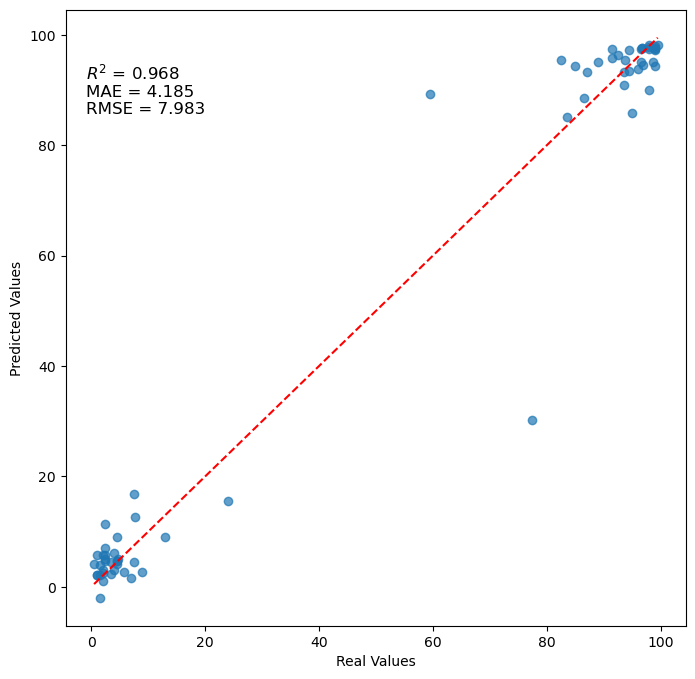 100
80
60
40
20
0
Predicted Values
R² = 0.968
MAE = 4.185
RMSE = 7.983
0 20 40 60 80 100
Real Values